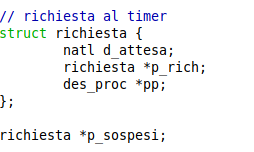 // richiesta al timer
struct richiesta {
        natl d_attesa;
        richiesta *p_rich;
        des_proc *pp;
};

richiesta *p_sospesi;